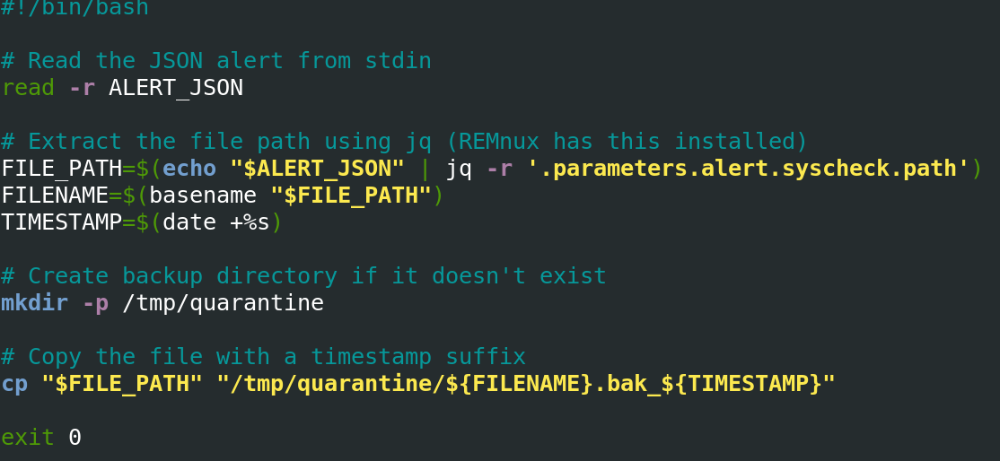 #!/bin/bash
# Read the JSON alert from stdin
read -r ALERT_JSON
# Extract the file path using jq (REMnux has this installed)
FILE_PATH=$(echo "$ALERT_JSON" | jq -r '.parameters.alert.syscheck.path')
FILENAME=$(basename "$FILE_PATH")
TIMESTAMP=$(date +%s)
# Create backup directory if it doesn't exist
mkdir -p /tmp/quarantine
# Copy the file with a timestamp suffix
cp "$FILE_PATH" "/tmp/quarantine/${FILENAME}.bak_${TIMESTAMP}"
exit 0